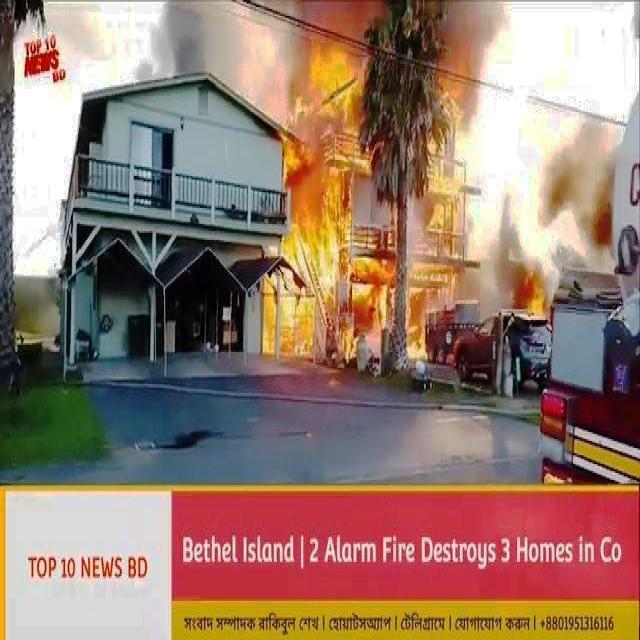 TOP 10
NEWS
BD
TOP 10 NEWS BD
Bethel Island | 2 Alarm Fire Destroys 3 Homes in Co
সংবাদ সম্পাদক রাকিবুল শেখ | হোয়াটসঅ্যাপ | টেলিগ্রামে | যোগাযোগ করুন | +8801951316116